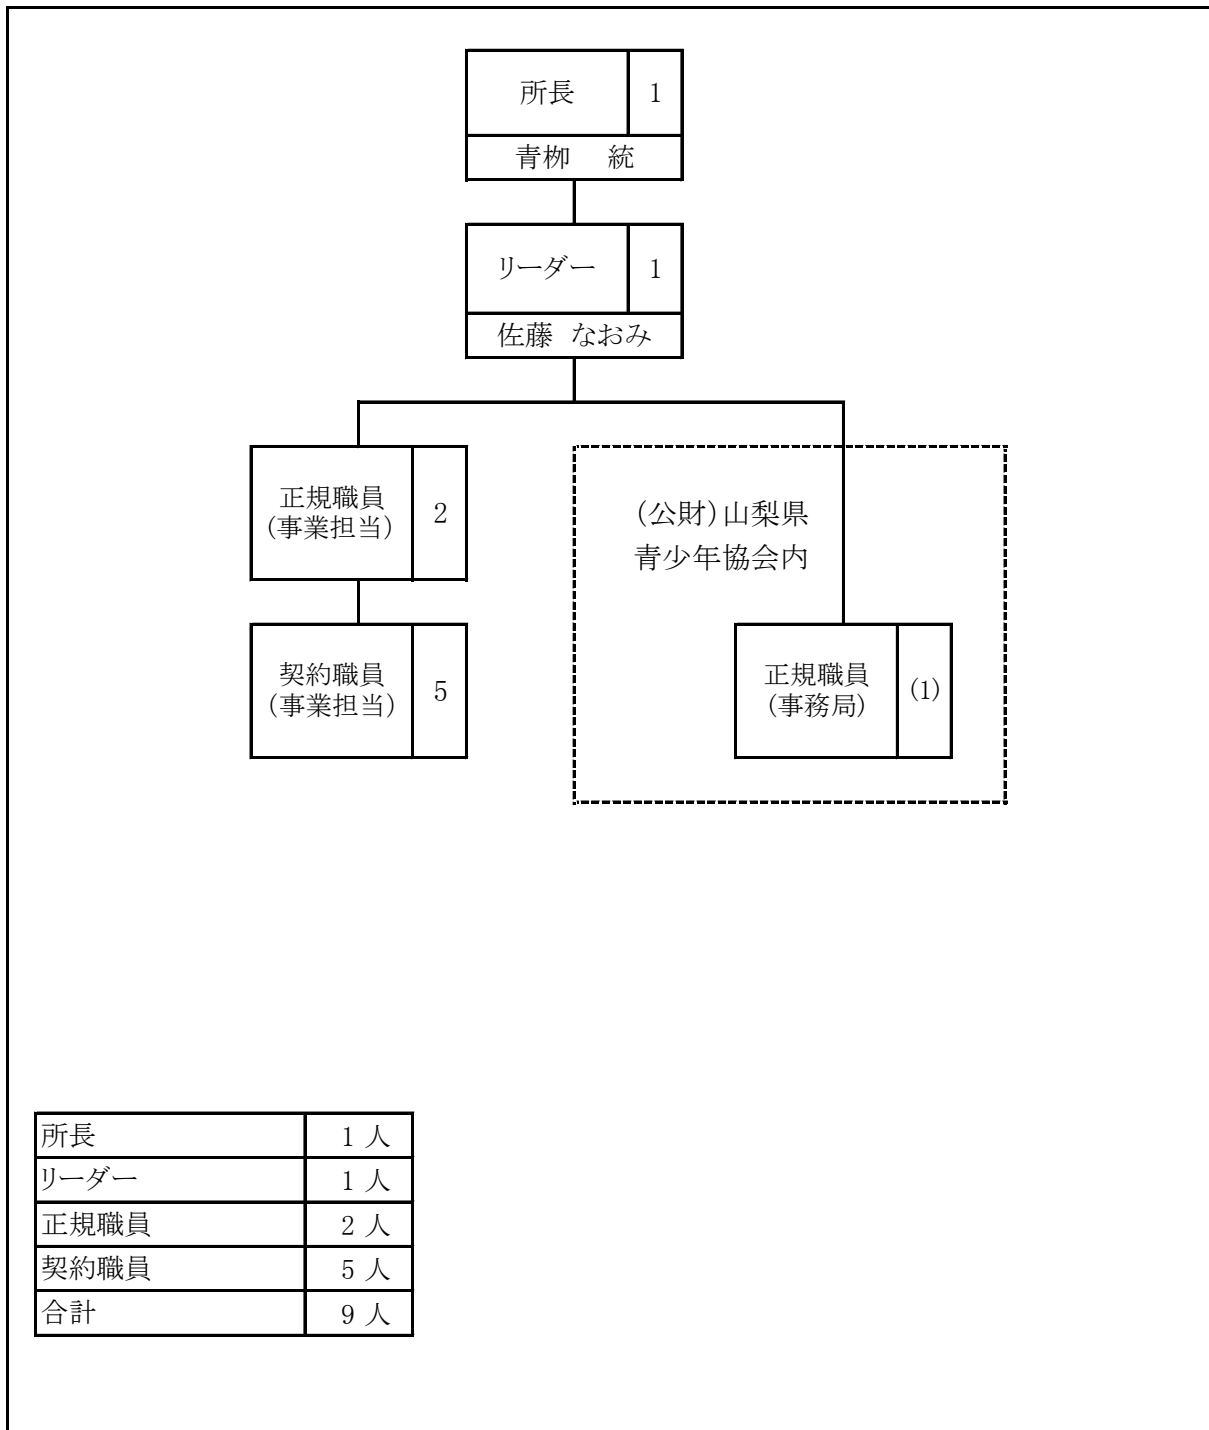 所長 1
青栁 統
リーダー 1
佐藤 なおみ
正規職員
(事業担当) 2
(公財)山梨県
青少年協会内
契約職員
(事業担当) 5
正規職員
(事務局) (1)
所長 1 人
リーダー 1 人
正規職員 2 人
契約職員 5 人
合計 9 人